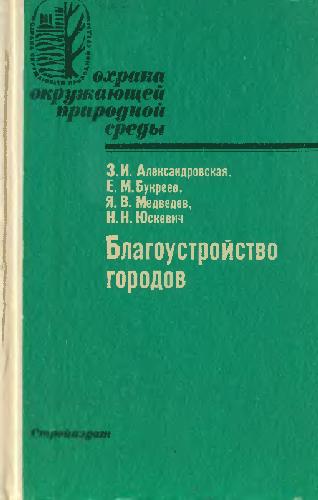 охрана
окружающей
природной
среды
З.И. Александровская,
Е.М. Букреев,
Я.В. Медведев,
Н.Н. Юскевич
Благоустройство
городов
Стройиздат